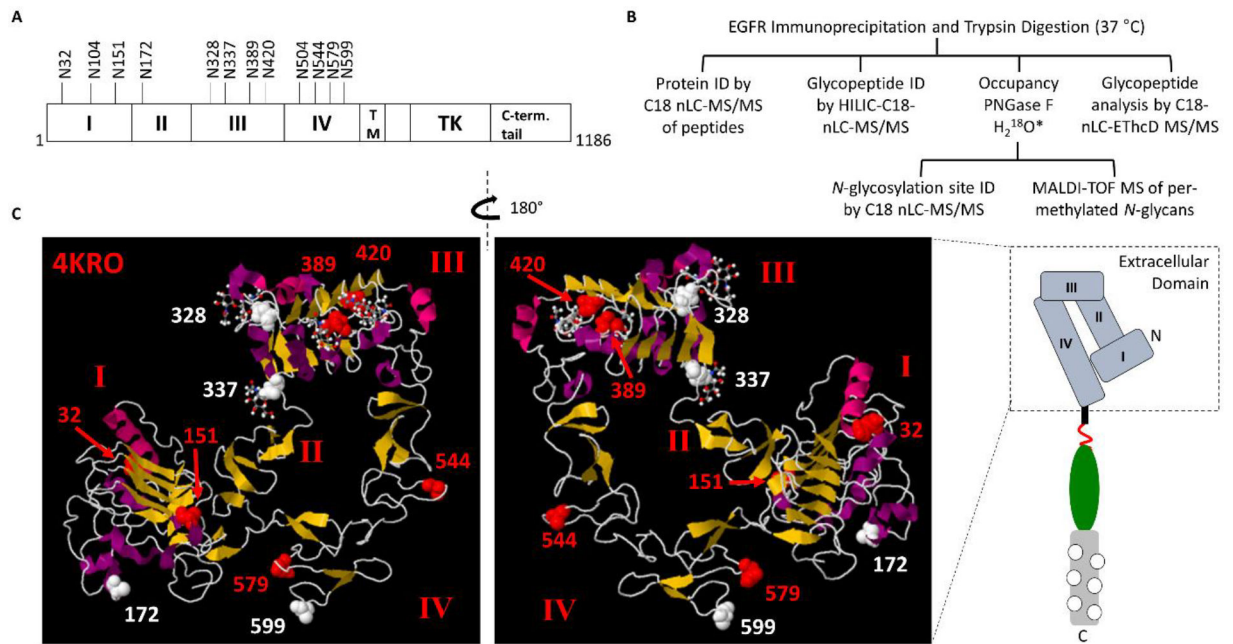 A
N32
N104
N151
N172
N328
N337
N389
N420
N504
N544
N579
N599
I
II
III
IV
T
M
TK
C-term.
tail
1
1186
B
EGFR Immunoprecipitation and Trypsin Digestion (37 °C)
Protein ID by
C18 nLC-MS/MS
of peptides
Glycopeptide ID
by HILIC-C18-
nLC-MS/MS
Occupancy
PNGase F
H₂¹⁸O*
Glycopeptide
analysis by C18-
nLC-EThcD MS/MS
N-glycosylation site ID
by C18 nLC-MS/MS
MALDI-TOF MS of per-
methylated N-glycans
C
180°
4KRO
389
420
III
328
337
I
32
151
II
544
579
172
599
IV
420
III
328
389
337
I
II
32
151
544
172
579
IV
599
Extracellular
Domain
III
II
IV
I
N
C